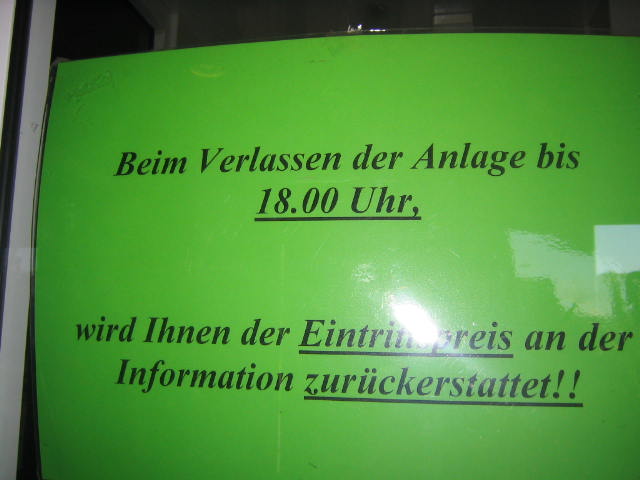 Beim Verlassen der Anlage bis
18.00 Uhr,
wird Ihnen der Eintrittspreis an der
Information zurückerstattet!!